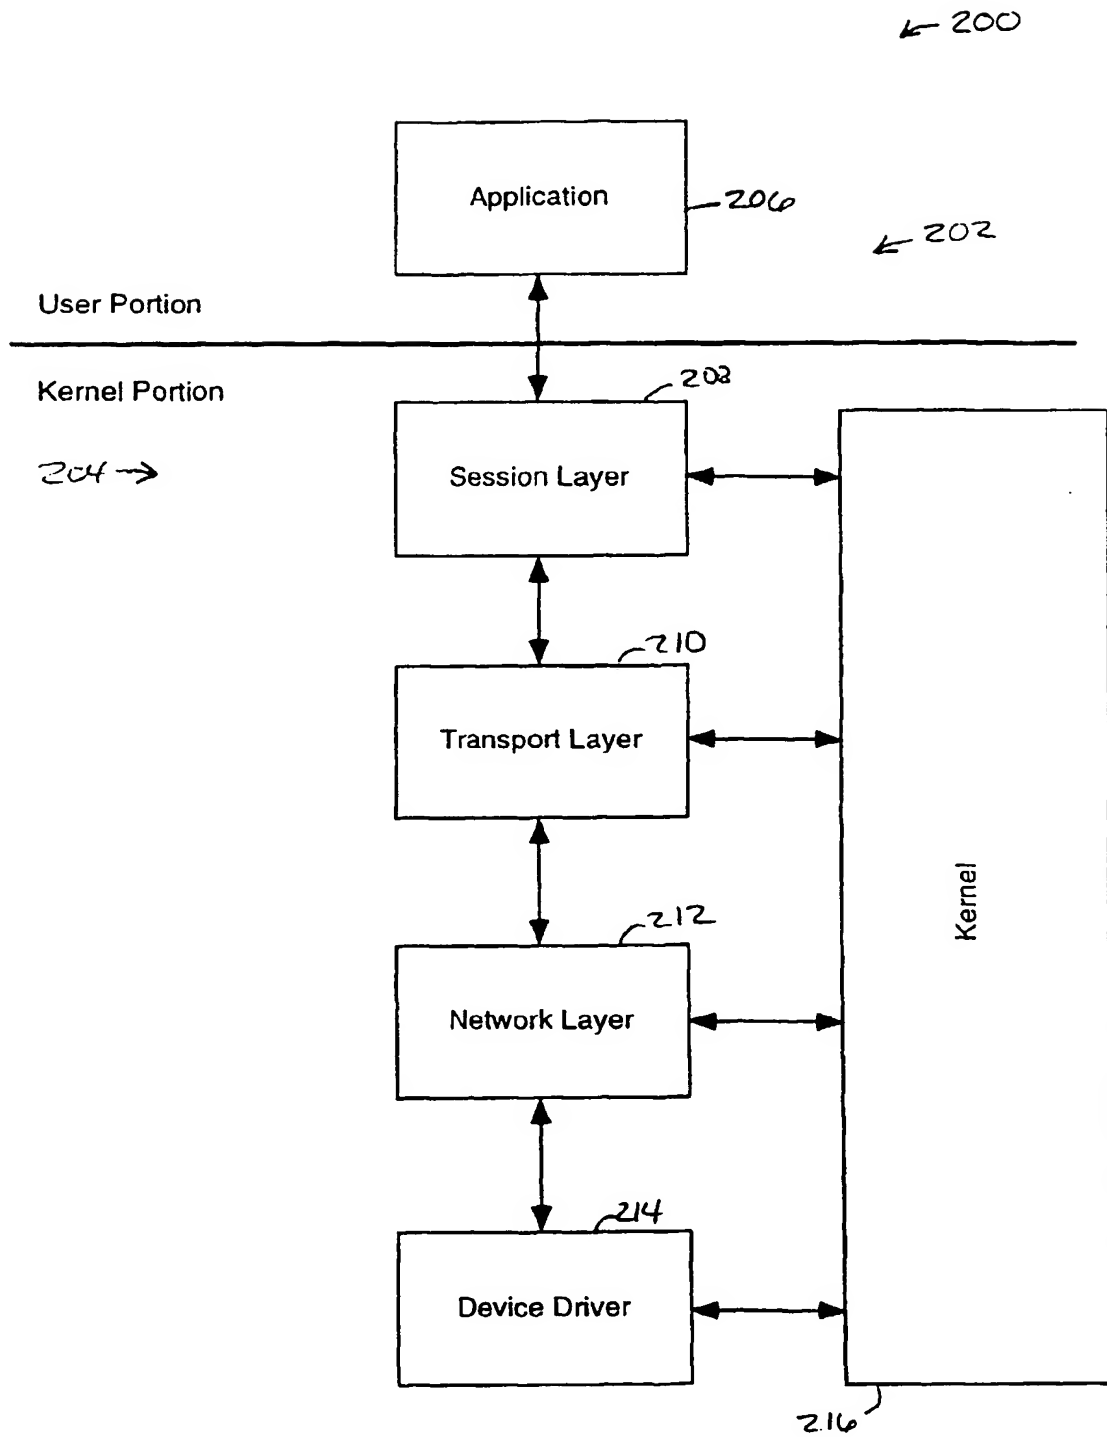 200
Application
206
202
User Portion
Kernel Portion
208
204
Session Layer
210
Transport Layer
Kernel
212
Network Layer
214
Device Driver
216